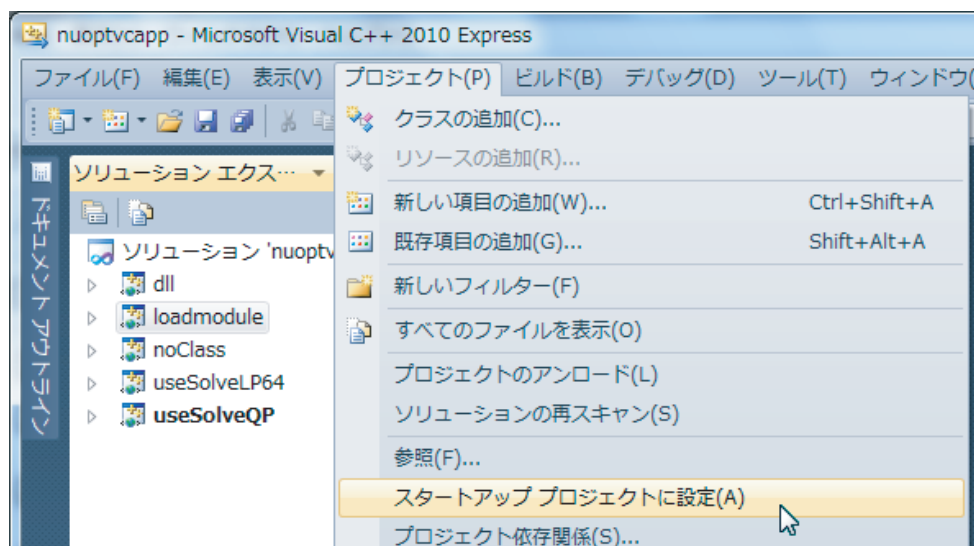 nuoptvcapp - Microsoft Visual C++ 2010 Express
ファイル(F) 編集(E) 表示(V) プロジェクト(P) ビルド(B) デバッグ(D) ツール(T) ウィンドウ(
ドキュメント アウトライン
ソリューション エクス…
ソリューション 'nuoptv
dll
loadmodule
noClass
useSolveLP64
useSolveQP
クラスの追加(C)...
リソースの追加(R)...
新しい項目の追加(W)... Ctrl+Shift+A
既存項目の追加(G)... Shift+Alt+A
新しいフィルター(F)
すべてのファイルを表示(O)
プロジェクトのアンロード(L)
ソリューションの再スキャン(S)
参照(F)...
スタートアップ プロジェクトに設定(A)
プロジェクト依存関係(S)...